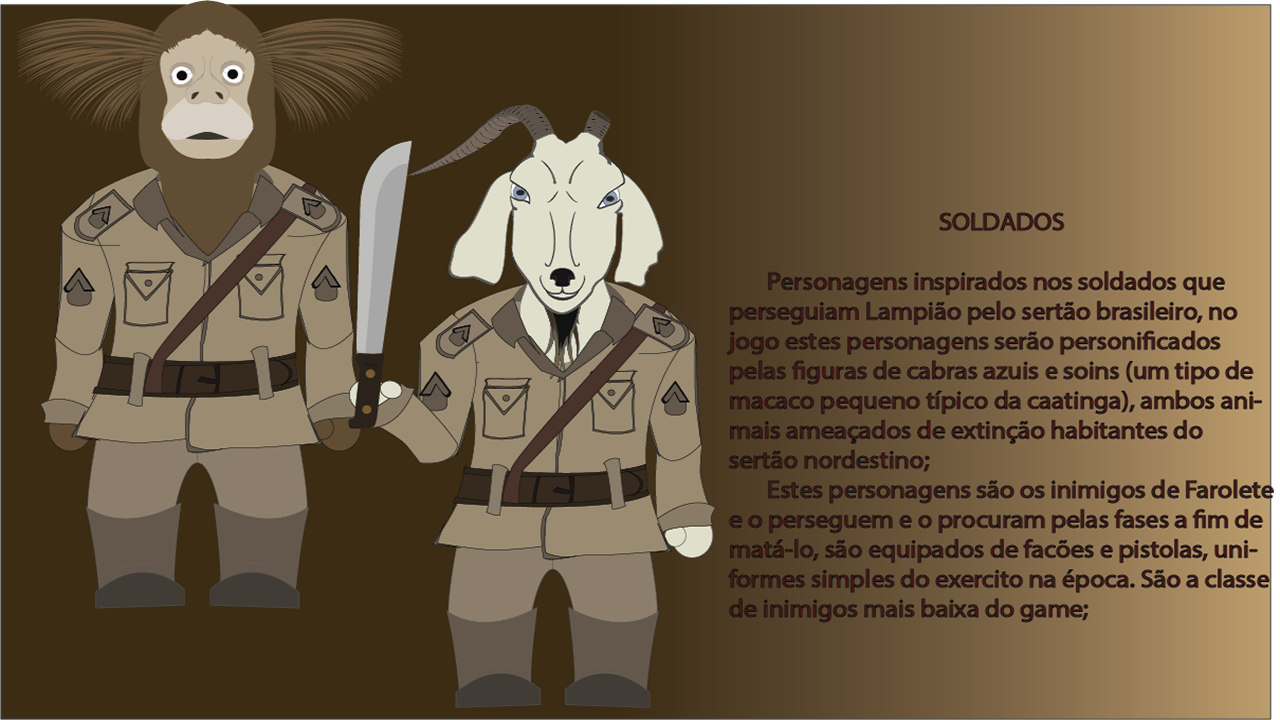 SOLDADOS
Personagens inspirados nos soldados que
perseguiam Lampião pelo sertão brasileiro, no
jogo estes personagens serão personificados
pelas figuras de cabras azuis e soins (um tipo de
macaco pequeno típico da caatinga), ambos ani-
mais ameaçados de extinção habitantes do
sertão nordestino;
Estes personagens são os inimigos de Farolete
e o perseguem e o procuram pelas fases a fim de
matá-lo, são equipados de facões e pistolas, uni-
formes simples do exercito na época. São a classe
de inimigos mais baixa do game;